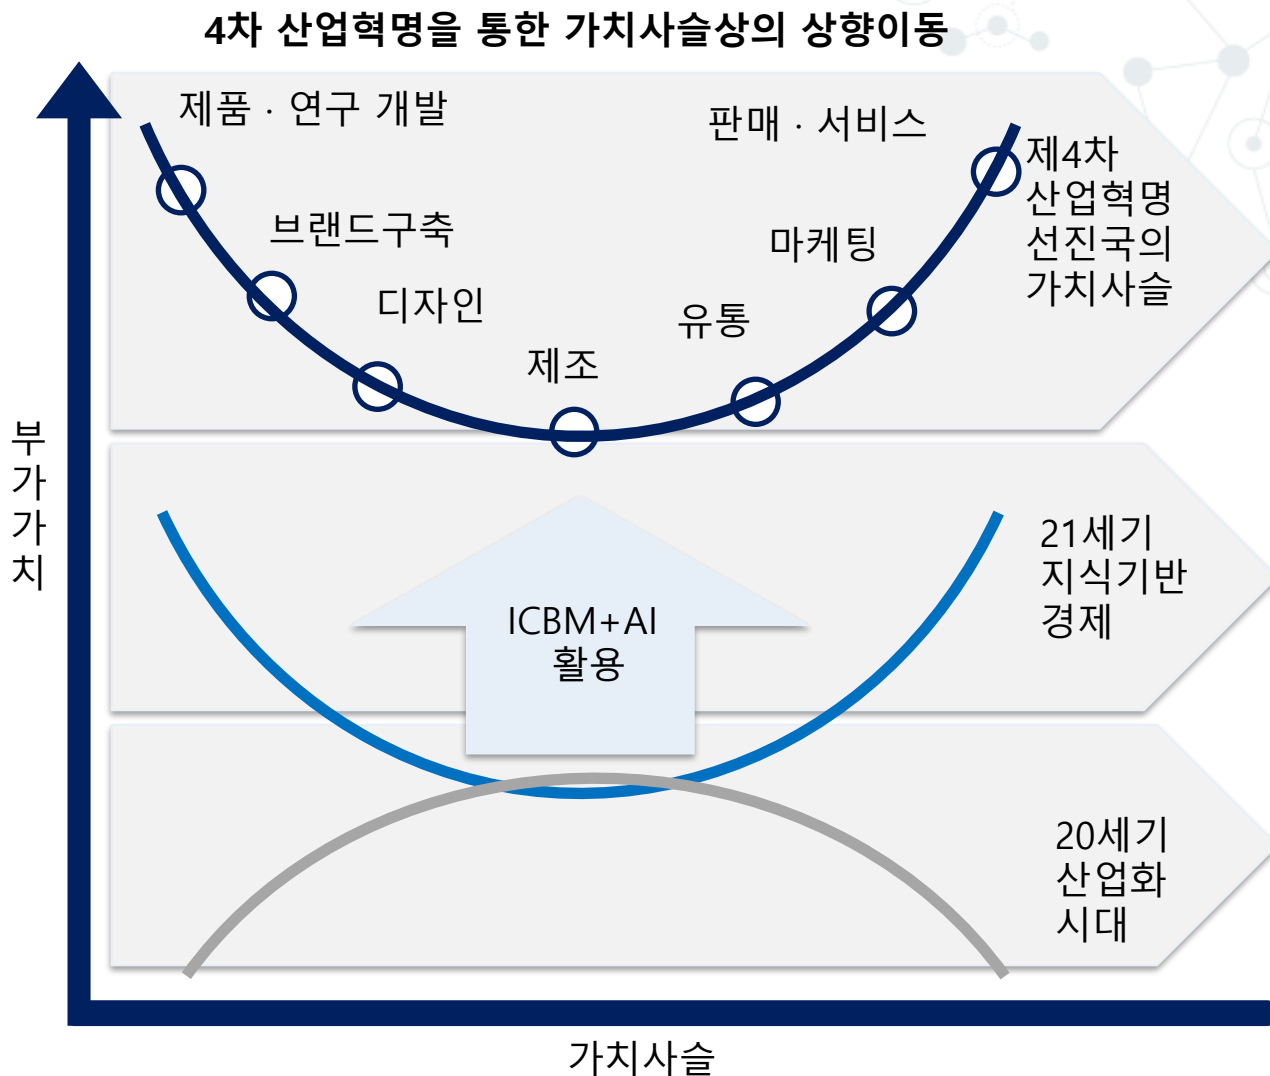 4차 산업혁명을 통한 가치사슬상의 상향이동
제품 · 연구 개발
판매 · 서비스
브랜드구축
마케팅
디자인
유통
제조
제4차
산업혁명
선진국의
가치사슬
부
가
가
치
21세기
지식기반
경제
ICBM+AI
활용
20세기
산업화
시대
가치사슬